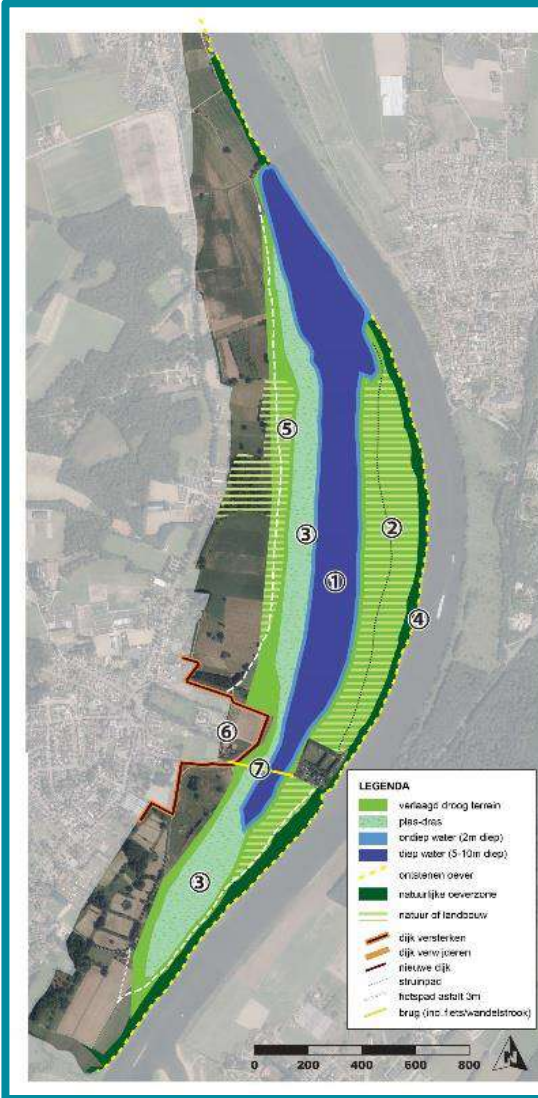 ⑤
③
②
①
④
⑥
⑦
③
LEGENDA
verlaagd droog terrein
plas-dras
ondiep water (2m diep)
diep water (5-10m diep)
ontstenen oever
natuurlijke oeverzone
natuur of landbouw
dijk versterken
dijk verwijderen
nieuwe dijk
struinpad
fietspad asfalt 3m
brug (inc. fiets/wandelstrook)
0 200 400 600 800
N